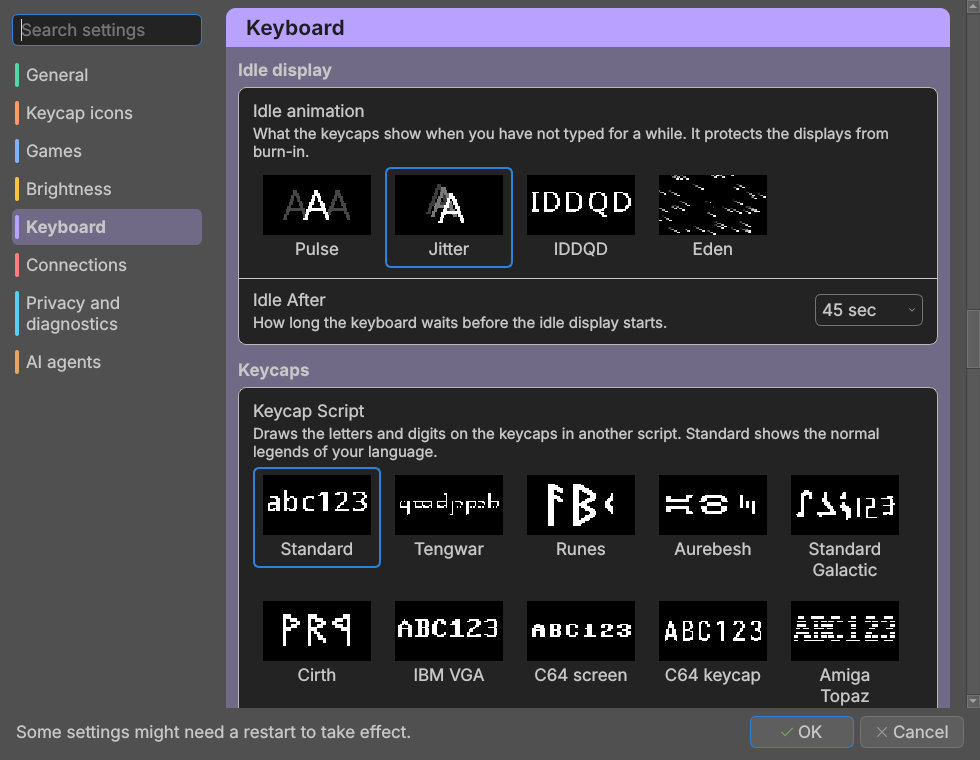 Search settings
General
Keycap icons
Games
Brightness
Keyboard
Connections
Privacy and
diagnostics
AI agents
Keyboard
Idle display
Idle animation
What the keycaps show when you have not typed for a while. It protects the displays from
burn-in.
AAA
AA
IDDQD
Pulse
Jitter
IDDQD
Eden
Idle After
How long the keyboard waits before the idle display starts.
45 sec
Keycaps
Keycap Script
Draws the letters and digits on the keycaps in another script. Standard shows the normal
legends of your language.
abc123
Standard
Tengwar
Runes
Aurebesh
Standard
Galactic
ABC123
ABC123
ABC123
ABC123
Cirth
IBM VGA
C64 screen
C64 keycap
Amiga
Topaz
Some settings might need a restart to take effect.
OK
Cancel